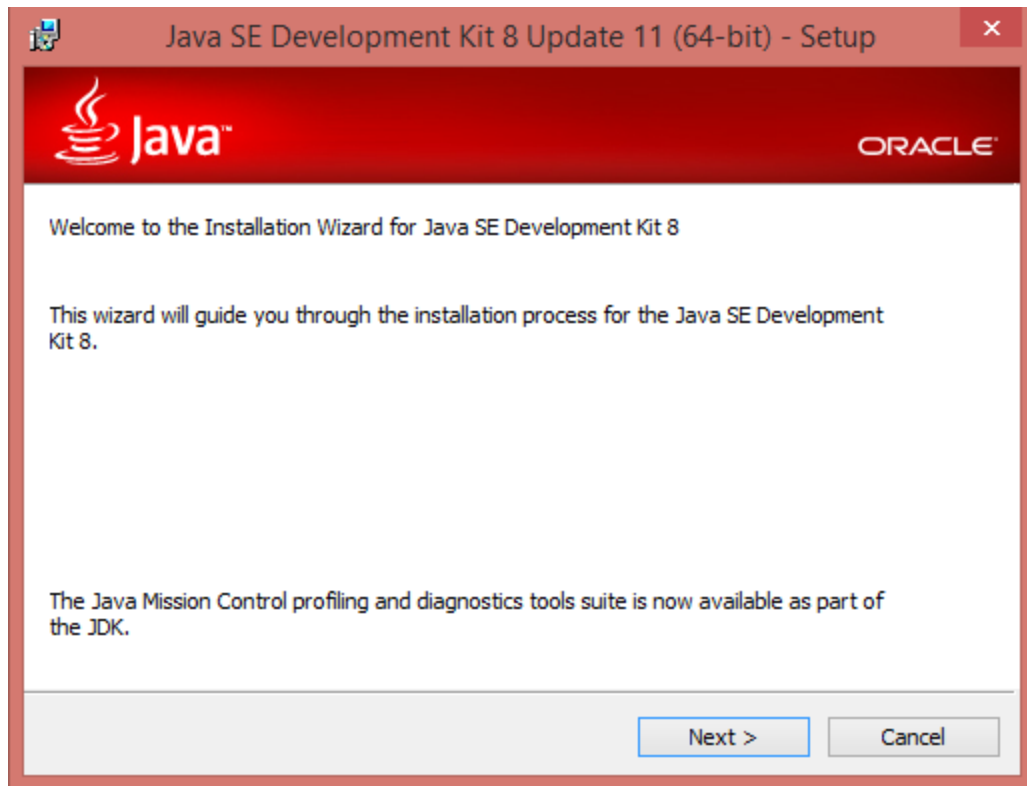 Java SE Development Kit 8 Update 11 (64-bit) - Setup
Java™
ORACLE®
Welcome to the Installation Wizard for Java SE Development Kit 8
This wizard will guide you through the installation process for the Java SE Development
Kit 8.
The Java Mission Control profiling and diagnostics tools suite is now available as part of
the JDK.
Next >
Cancel